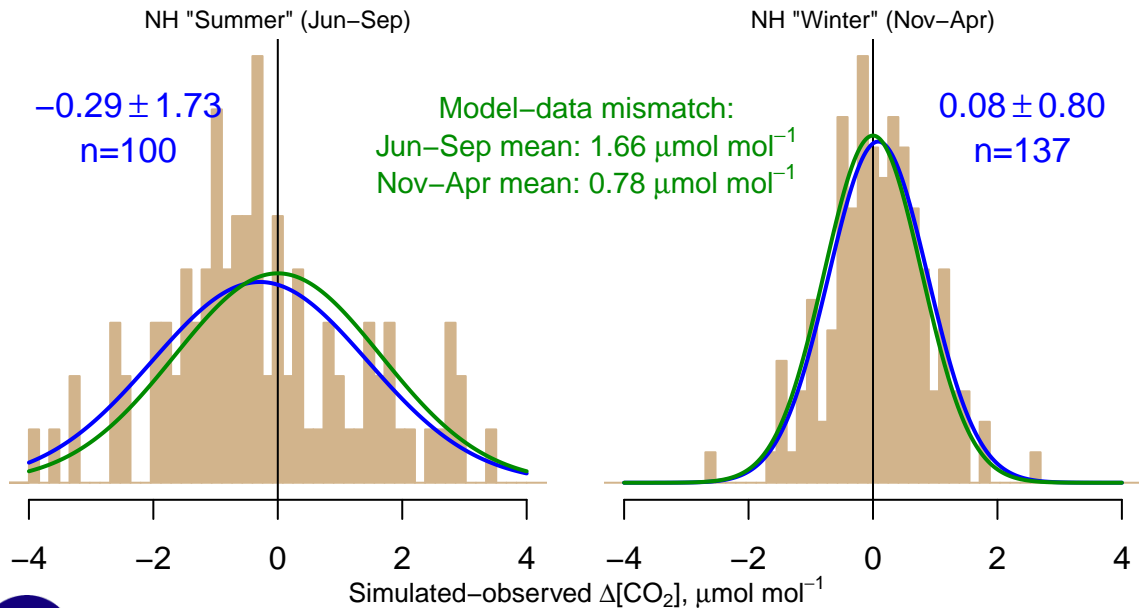 NH "Summer" (Jun−Sep)
NH "Winter" (Nov−Apr)
−0.29 ± 1.73
n=100
Model−data mismatch:
Jun−Sep mean: 1.66 μmol mol⁻¹
Nov−Apr mean: 0.78 μmol mol⁻¹
0.08 ± 0.80
n=137
−4 −2 0 2 4
−4 −2 0 2 4
Simulated−observed Δ[CO₂], μmol mol⁻¹